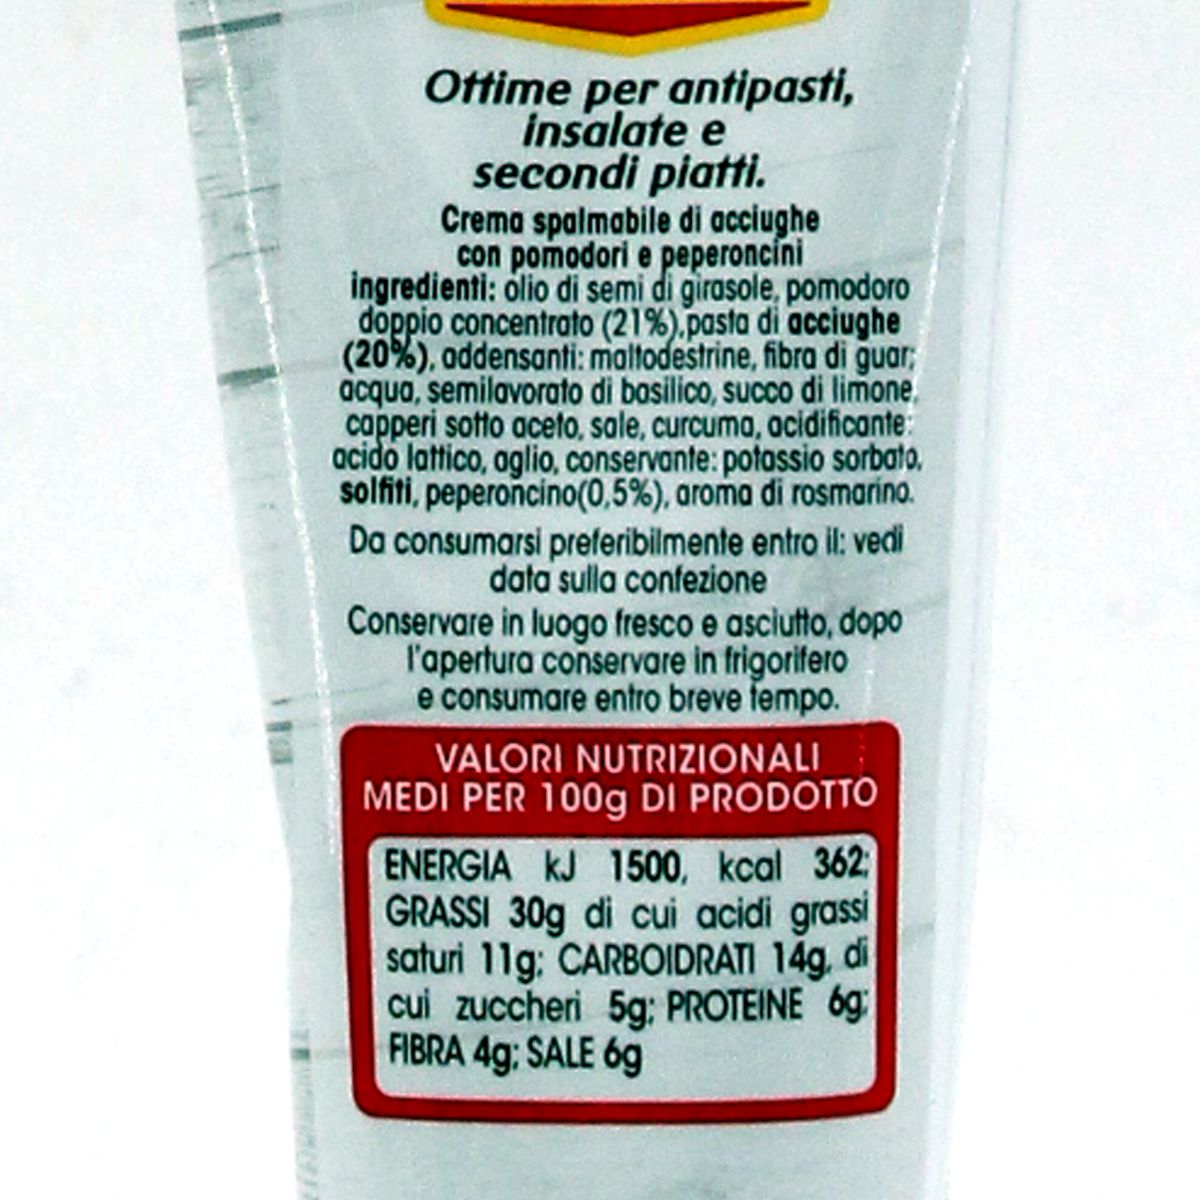 Ottime per antipasti,
insalate e
secondi piatti.
Crema spalmabile di acciughe
con pomodori e peperoncini
ingredienti: olio di semi di girasole, pomodoro
doppio concentrato (21%),pasta di acciughe
(20%), addensanti: maltodestrine, fibra di guar;
acqua, semilavorato di basilico, succo di limone,
capperi sotto aceto, sale, curcuma, acidificante:
acido lattico, aglio, conservante: potassio sorbato,
solfiti, peperoncino(0,5%), aroma di rosmarino.
Da consumarsi preferibilmente entro il: vedi
data sulla confezione
Conservare in luogo fresco e asciutto, dopo
l'apertura conservare in frigorifero
e consumare entro breve tempo.
VALORI NUTRIZIONALI
MEDI PER 100g DI PRODOTTO
ENERGIA kJ 1500, kcal 362;
GRASSI 30g di cui acidi grassi
saturi 11g; CARBOIDRATI 14g, di
cui zuccheri 5g; PROTEINE 6g;
FIBRA 4g; SALE 6g